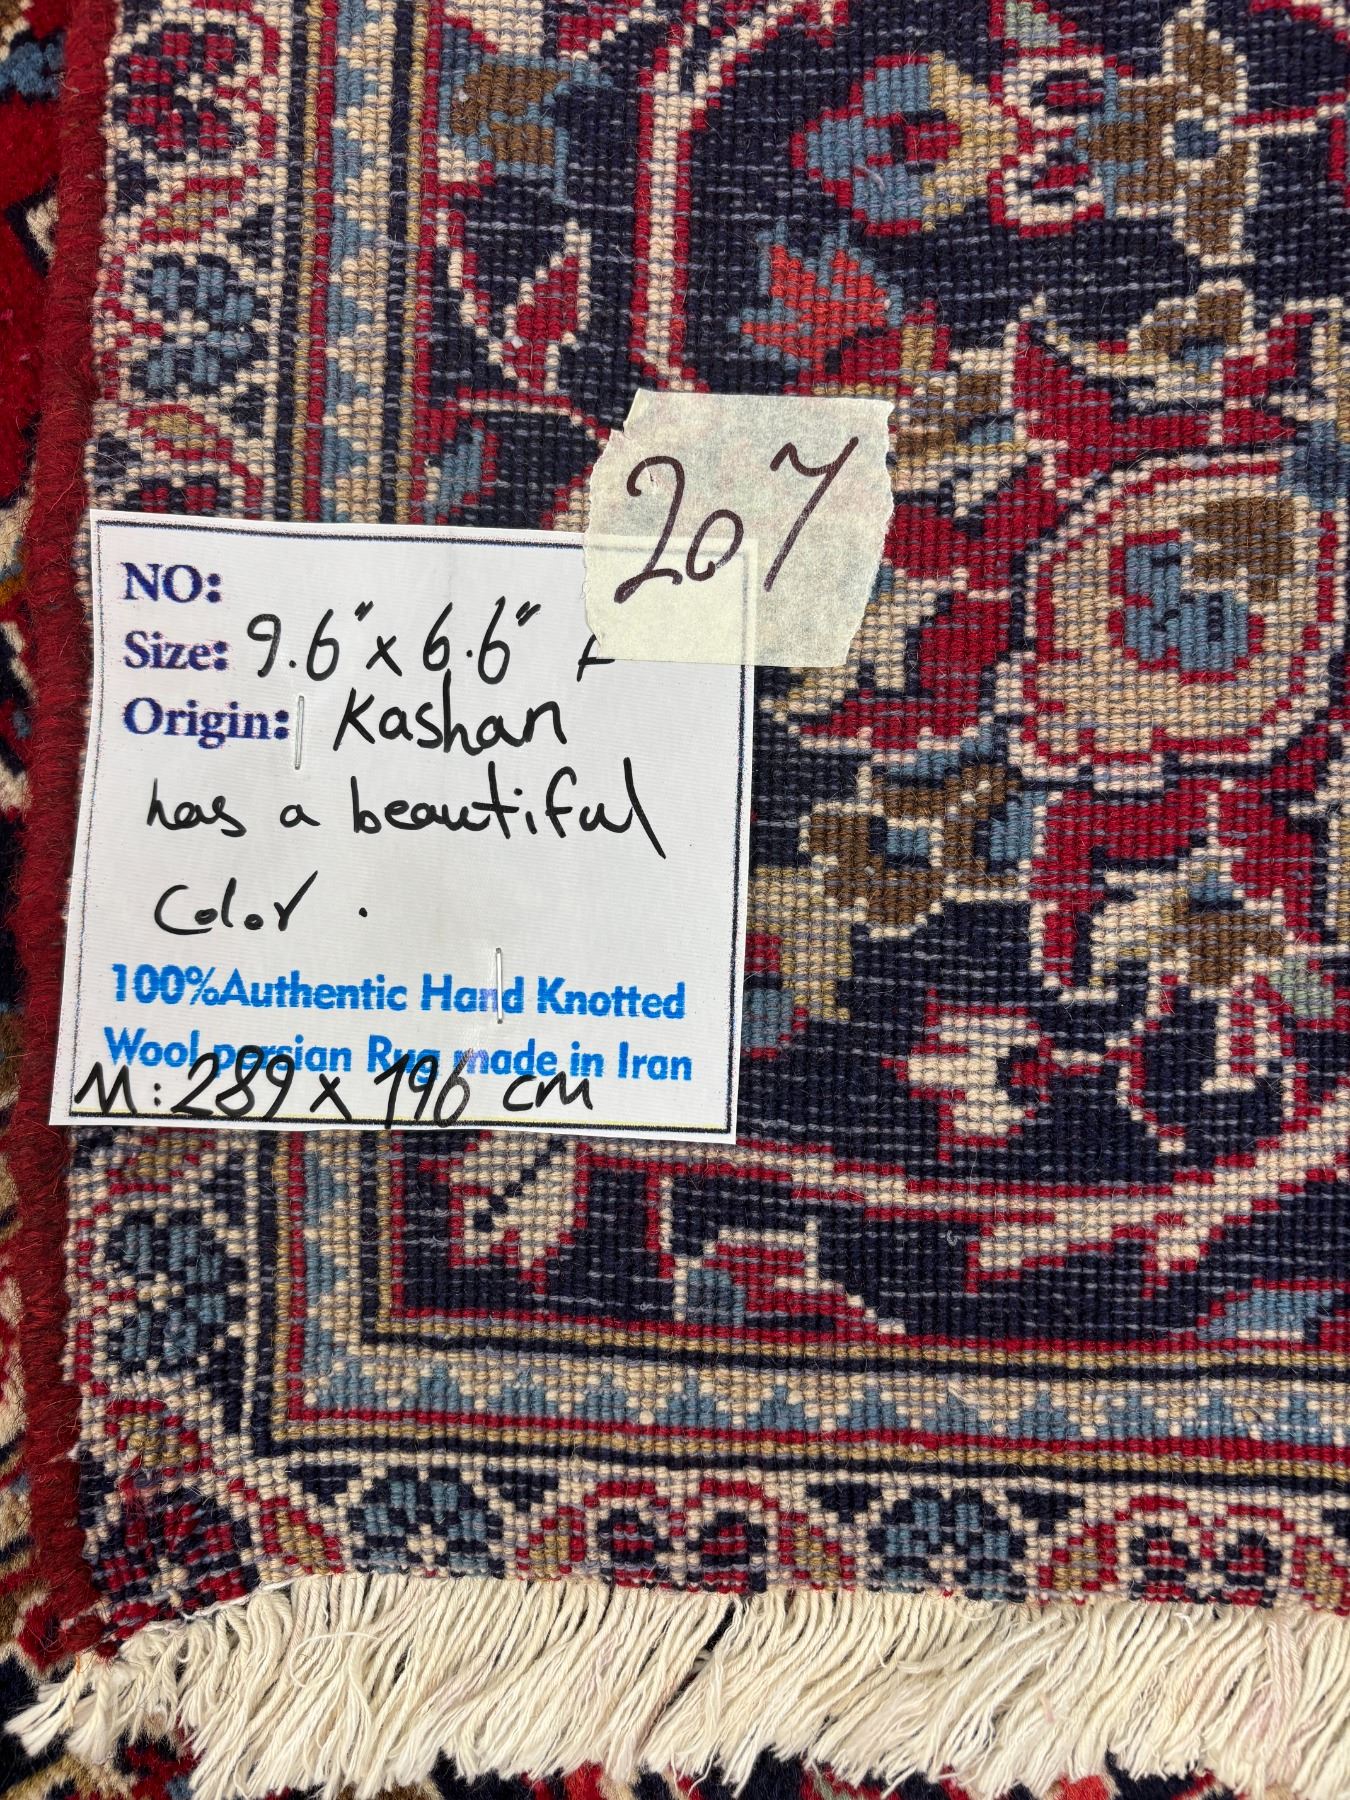 207
NO:
Size: 9.6" x 6.6"
Origin: Kashan
has a beautiful
color.
100%Authentic Hand Knotted
Wool persian Rug made in Iran
M: 289 x 196 cm